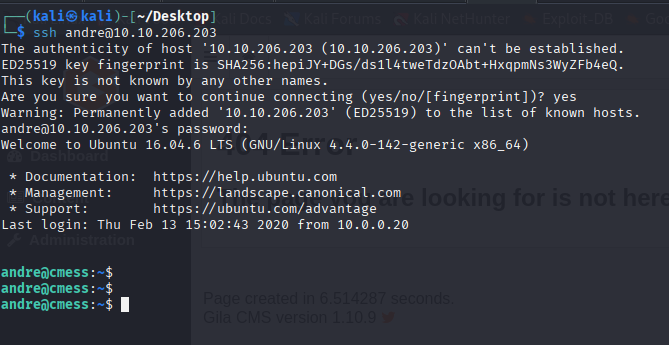 ┌──(kali㉿kali)-[~/Desktop]
└─$ ssh andre@10.10.206.203
The authenticity of host '10.10.206.203 (10.10.206.203)' can't be established.
ED25519 key fingerprint is SHA256:hepiJY+DGs/ds1l4tweTdzOAbt+HxqpmNs3WyZFb4eQ.
This key is not known by any other names.
Are you sure you want to continue connecting (yes/no/[fingerprint])? yes
Warning: Permanently added '10.10.206.203' (ED25519) to the list of known hosts.
andre@10.10.206.203's password:
Welcome to Ubuntu 16.04.6 LTS (GNU/Linux 4.4.0-142-generic x86_64)
* Documentation:  https://help.ubuntu.com
* Management:     https://landscape.canonical.com
* Support:        https://ubuntu.com/advantage
Last login: Thu Feb 13 15:02:43 2020 from 10.0.0.20
andre@cmess:~$
andre@cmess:~$
andre@cmess:~$
Kali Docs
Kali Forums
Error
Dashboard
looking for is not here
Administration
Page created in 6.514287 seconds.
Gila CMS version 1.10.9